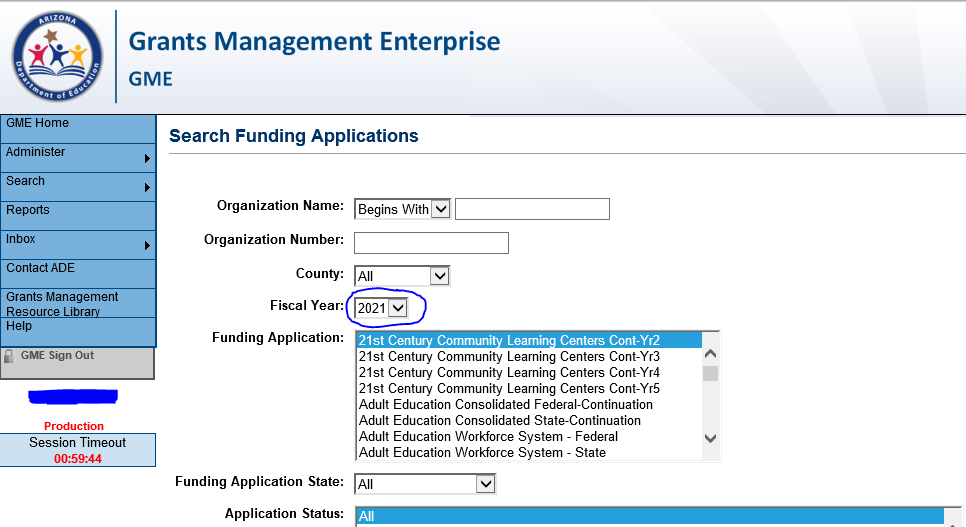 ARIZONA
Department of Education
Grants Management Enterprise
GME
GME Home
Administer
Search
Reports
Inbox
Contact ADE
Grants Management
Resource Library
Help
GME Sign Out
Production
Session Timeout
00:59:44
Search Funding Applications
Organization Name: Begins With
Organization Number:
County: All
Fiscal Year: 2021
Funding Application: 21st Century Community Learning Centers Cont-Yr2
21st Century Community Learning Centers Cont-Yr3
21st Century Community Learning Centers Cont-Yr4
21st Century Community Learning Centers Cont-Yr5
Adult Education Consolidated Federal-Continuation
Adult Education Consolidated State-Continuation
Adult Education Workforce System - Federal
Adult Education Workforce System - State
Funding Application State: All
Application Status: All